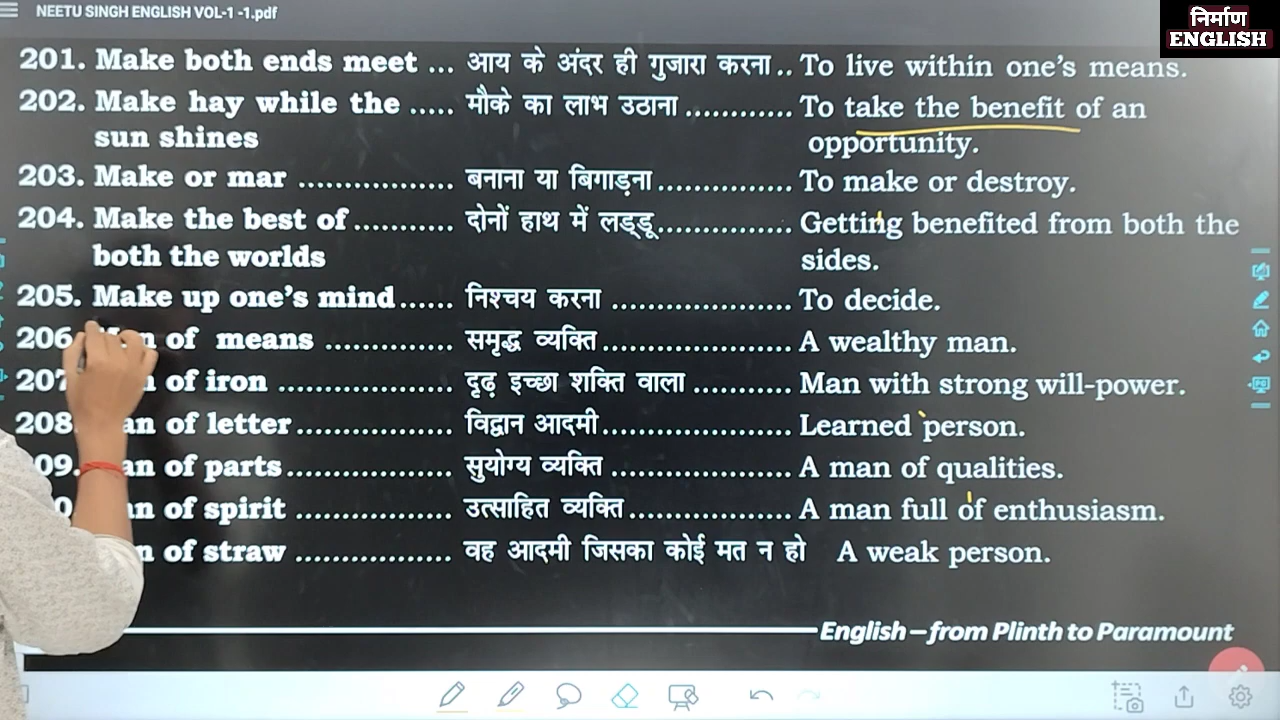 NEETU SINGH ENGLISH VOL-1 -1.pdf
निर्माण
ENGLISH
201. Make both ends meet ... आय के अंदर ही गुजारा करना .. To live within one's means.
202. Make hay while the ..... मौके का लाभ उठाना ............ To take the benefit of an
sun shines opportunity.
203. Make or mar ................ बनाना या बिगाड़ना ............... To make or destroy.
204. Make the best of .......... दोनों हाथ में लड्डू ............... Getting benefited from both the
both the worlds sides.
205. Make up one's mind ...... निश्चय करना .................... To decide.
206. of means ............. समृद्ध व्यक्ति ..................... A wealthy man.
of iron .................. दृढ़ इच्छा शक्ति वाला .......... Man with strong will-power.
208. of letter ................ विद्वान आदमी ..................... Learned person.
of parts ................. सुयोग्य व्यक्ति .................... A man of qualities.
of spirit ................ उत्साहित व्यक्ति .................. A man full of enthusiasm.
of straw ................ वह आदमी जिसका कोई मत न हो A weak person.
English – from Plinth to Paramount